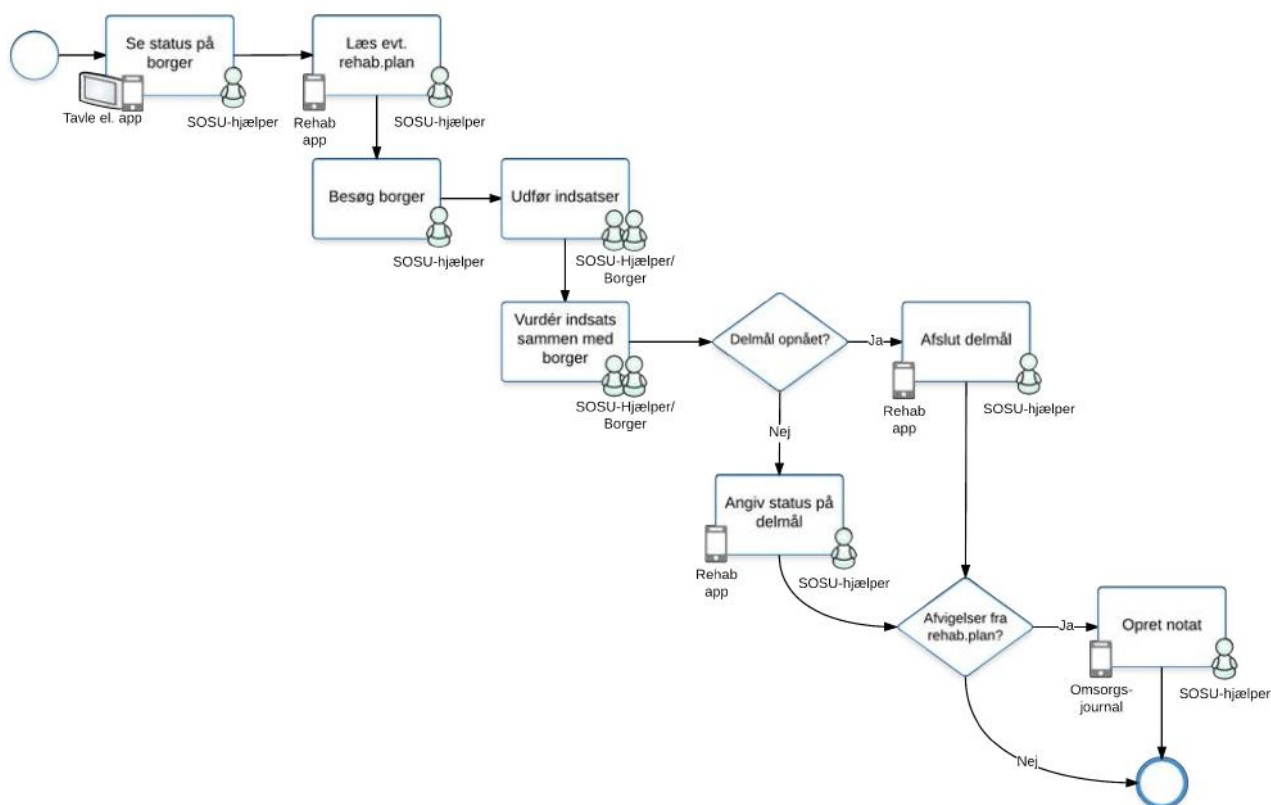 Se status på
borger
Tavle el. app
SOSU-hjælper
Læs evt.
rehab.plan
Rehab
app
SOSU-hjælper
Besøg borger
SOSU-hjælper
Udfør indsatser
SOSU-Hjælper/
Borger
Vurdér indsats
sammen med
borger
SOSU-Hjælper/
Borger
Delmål opnået?
Ja
Afslut delmål
Rehab
app
SOSU-hjælper
Nej
Angiv status på
delmål
Rehab
app
SOSU-hjælper
Afvigelser fra
rehab.plan?
Ja
Opret notat
Omsorgs-
journal
SOSU-hjælper
Nej